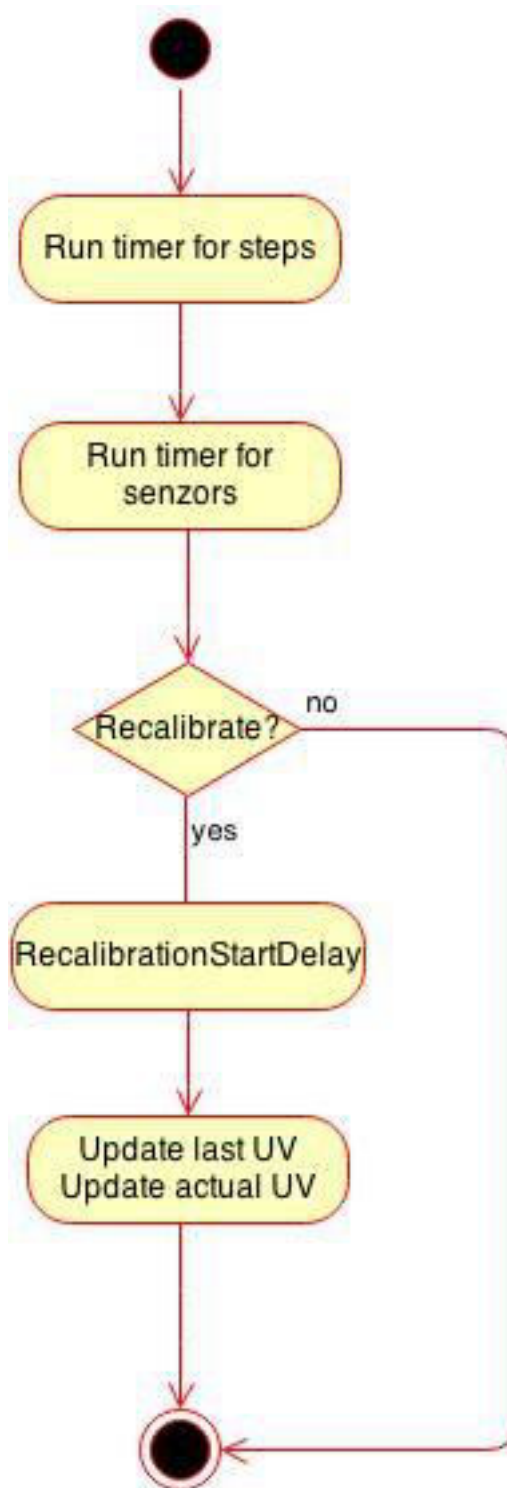 Run timer for steps
Run timer for
senzors
Recalibrate?
no
yes
RecalibrationStartDelay
Update last UV
Update actual UV